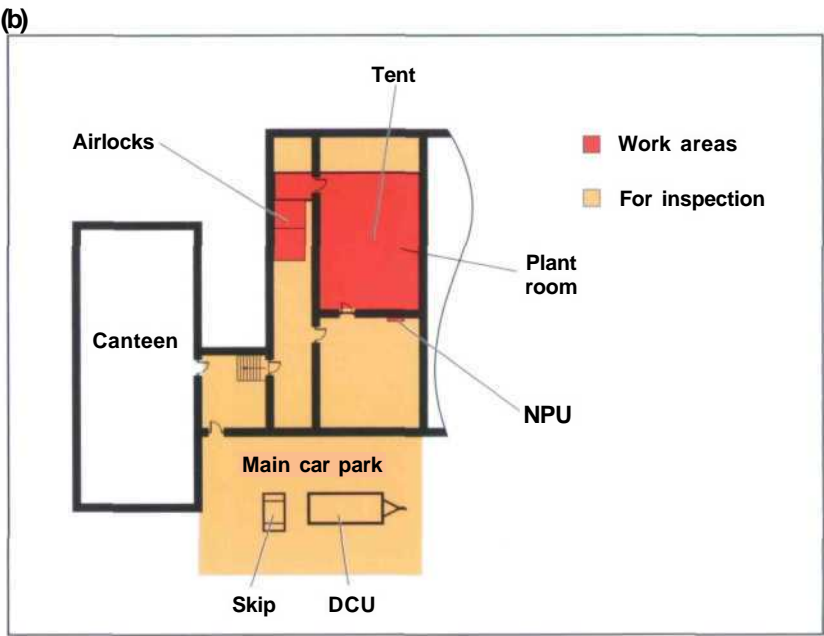 (b)
Tent
Airlocks
Work areas
For inspection
Plant
room
Canteen
NPU
Main car park
Skip
DCU